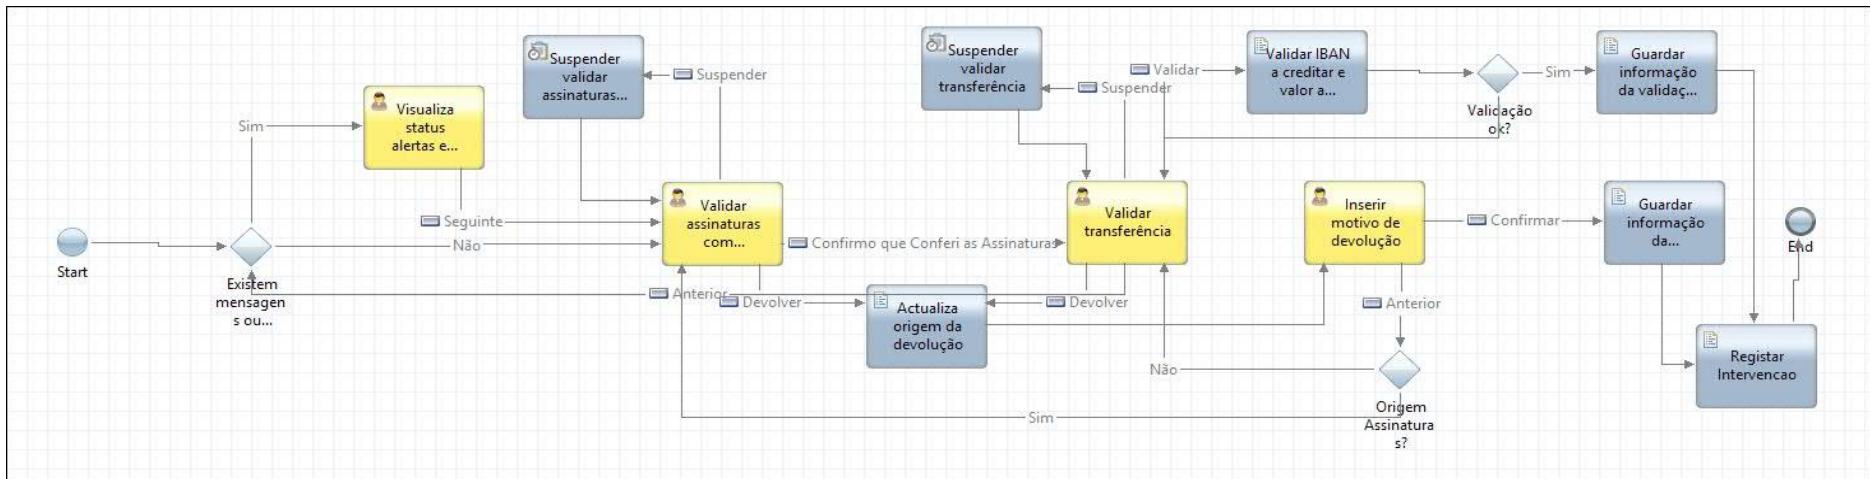 Suspender
validar
assinaturas...
Suspender
Suspender
validar
transferência
Validar
Suspender
Validar IBAN
a creditar e
valor a...
Sim
Validação
ok?
Guardar
informação
da validaç...
Sim
Visualiza
status
alertas e...
Seguinte
Não
Start
Existem
mensagen
s ou...
Validar
assinaturas
com...
Confirmo que Conferi as Assinaturas
Validar
transferência
Inserir
motivo de
devolução
Confirmar
Guardar
informação
da...
End
Anterior
Devolver
Actualiza
origem da
devolução
Devolver
Anterior
Não
Origem
Assinatura
s?
Sim
Registar
Intervencao